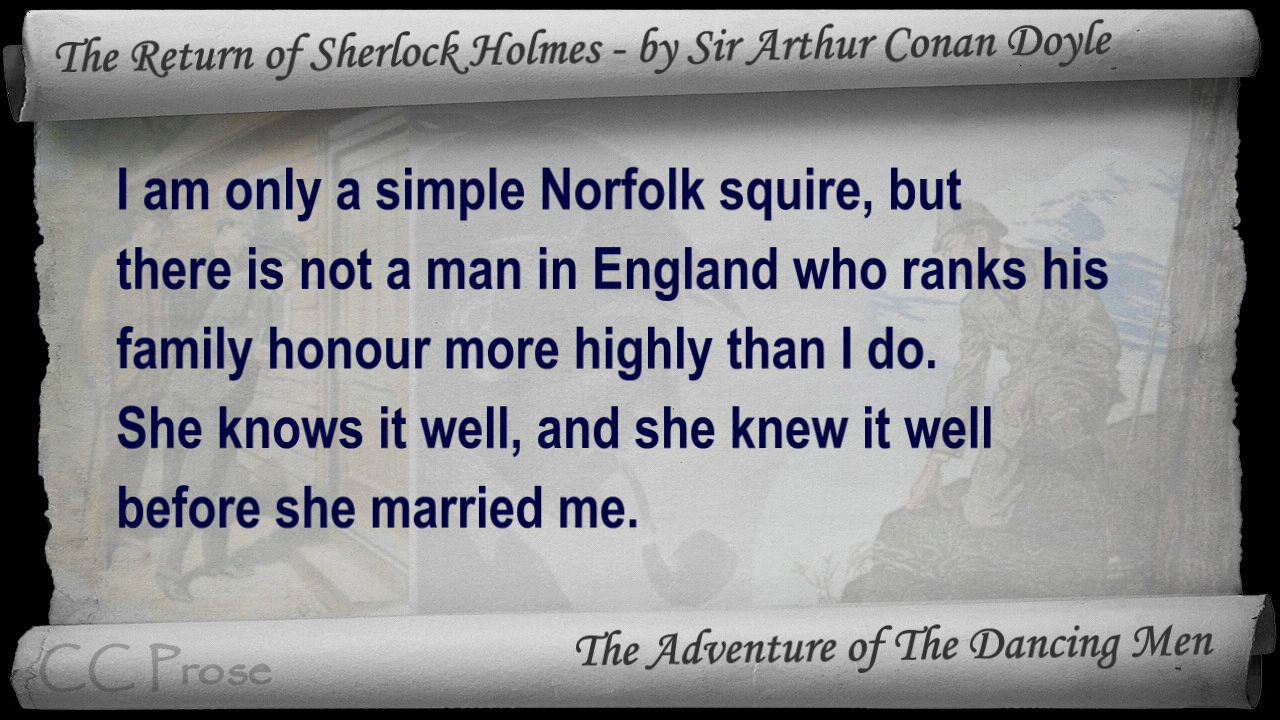 The Return of Sherlock Holmes - by Sir Arthur Conan Doyle
I am only a simple Norfolk squire, but
there is not a man in England who ranks his
family honour more highly than I do.
She knows it well, and she knew it well
before she married me.
The Adventure of The Dancing Men
CC Prose